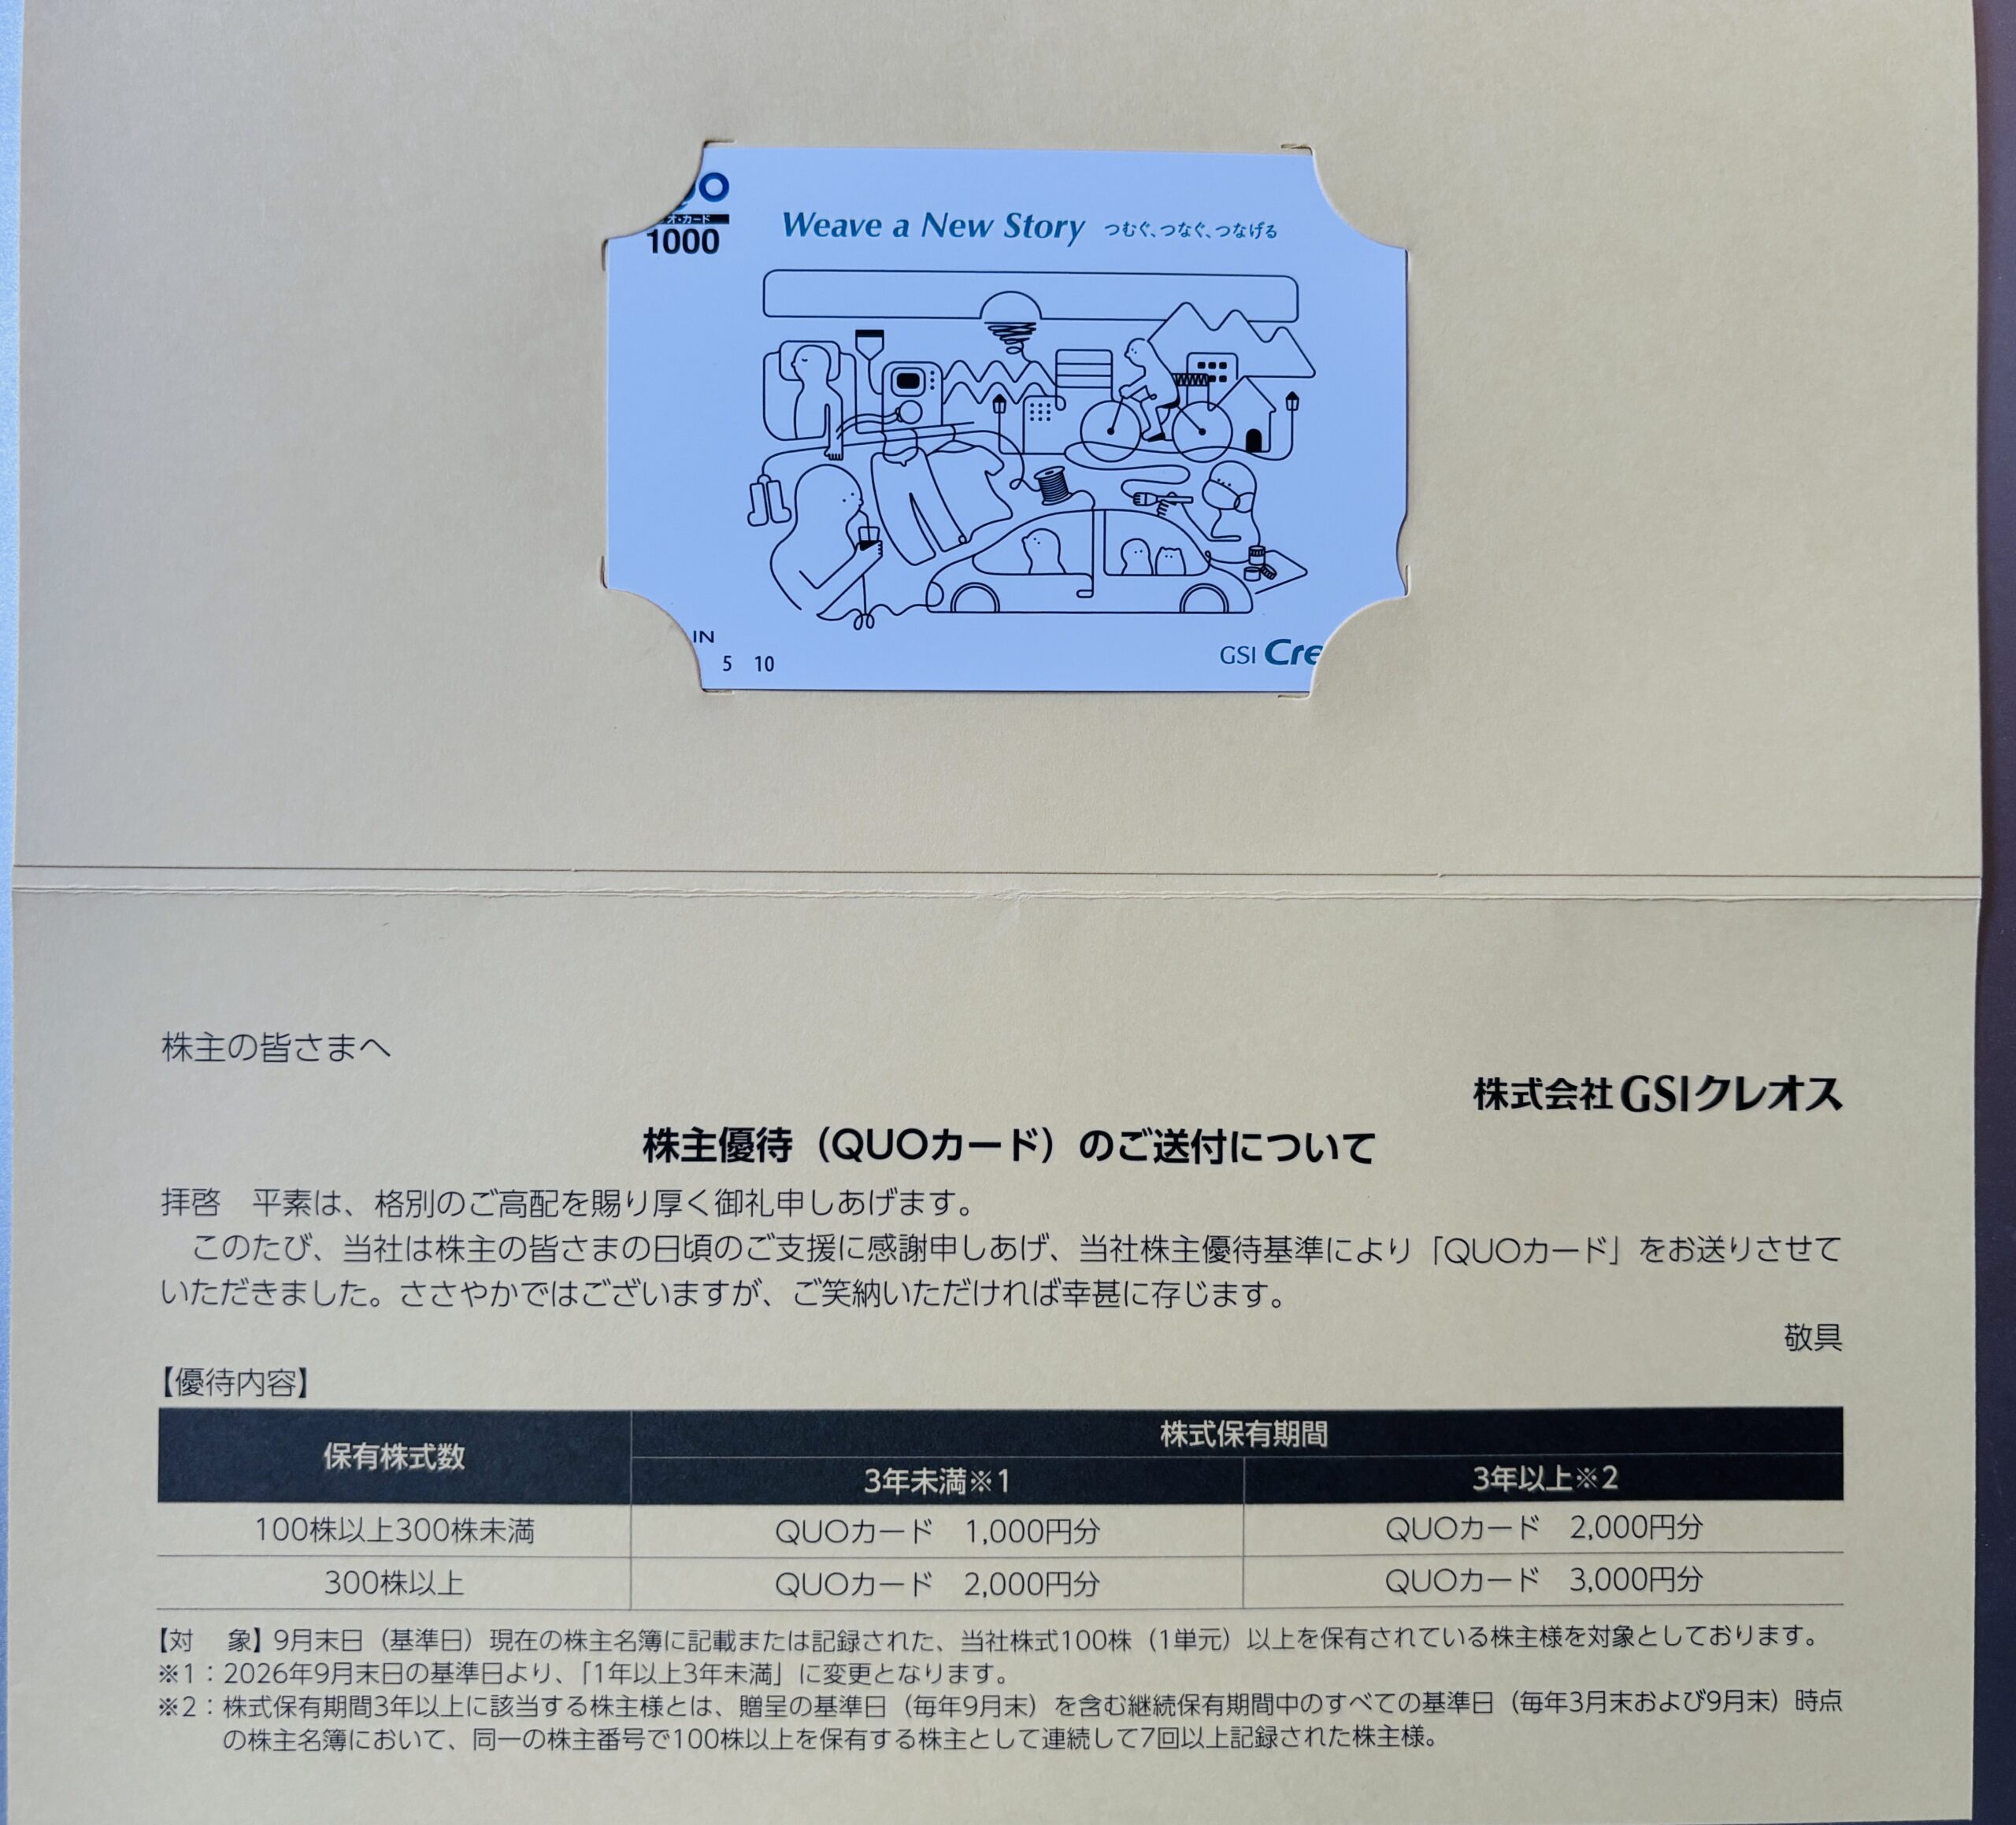 オ・カード
1000
Weave a New Story つむぐ、つなぐ、つなげる
IN
5 10
GSI Cre
株主の皆さまへ
株式会社GSIクレオス
株主優待（QUOカード）のご送付について
拝啓　平素は、格別のご高配を賜り厚く御礼申しあげます。
このたび、当社は株主の皆さまの日頃のご支援に感謝申しあげ、当社株主優待基準により「QUOカード」をお送りさせて
いただきました。ささやかではございますが、ご笑納いただければ幸甚に存じます。
敬具
【優待内容】
保有株式数
株式保有期間
3年未満※1 3年以上※2
100株以上300株未満 QUOカード　1,000円分 QUOカード　2,000円分
300株以上 QUOカード　2,000円分 QUOカード　3,000円分
【対　象】9月末日（基準日）現在の株主名簿に記載または記録された、当社株式100株（1単元）以上を保有されている株主様を対象としております。
※1：2026年9月末日の基準日より、「1年以上3年未満」に変更となります。
※2：株式保有期間3年以上に該当する株主様とは、贈呈の基準日（毎年9月末）を含む継続保有期間中のすべての基準日（毎年3月末および9月末）時点
の株主名簿において、同一の株主番号で100株以上を保有する株主として連続して7回以上記録された株主様。